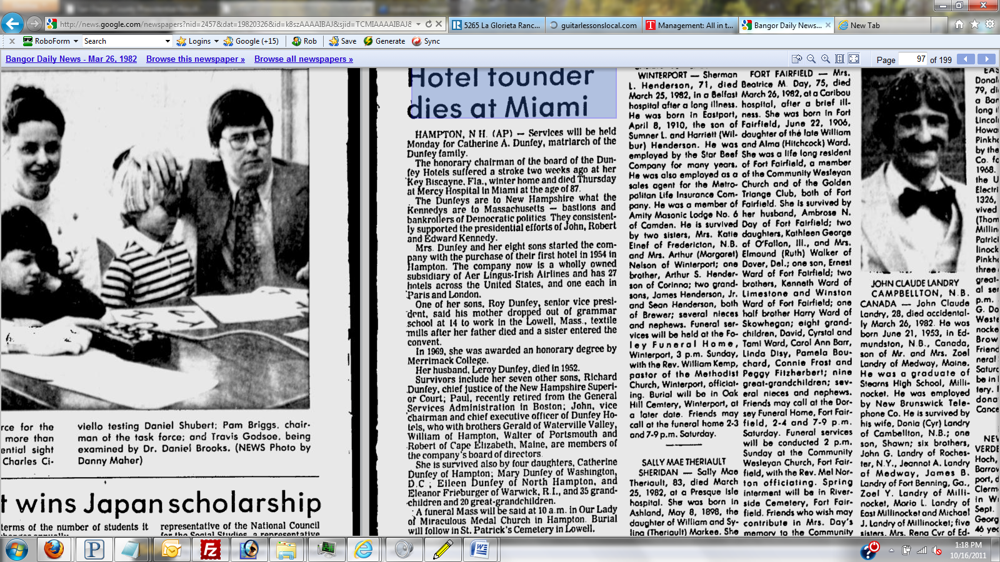 http://news.google.com/newspapers?nid=2457&dat=19820326&id=k8szAAAAIBAJ&sjid=TCMIAAAAIBAJ&
5265 La Glorieta Ranc...
guitarlessonslocal.com
Management: All in t...
Bangor Daily News...
New Tab
RoboForm
Search
Logins
Google (+15)
Rob
Save
Generate
Sync
Bangor Daily News - Mar 26, 1982
Browse this newspaper »
Browse all newspapers »
Page 97 of 199
rce for the
more than
ential sight
Charles Ci-
viello testing Daniel Shubert; Pam Briggs, chair-
man of the task force; and Travis Godsoe, being
examined by Dr. Daniel Brooks. (NEWS Photo by
Danny Maher)
t wins Japan scholarship
terms of the number of students it
representative of the National Council
for the Social Studies, a representative
Hotel founder
dies at Miami
HAMPTON, N.H. (AP) — Services will be held
Monday for Catherine A. Dunfey, matriarch of the
Dunfey family.
The honorary chairman of the board of the Dun-
fey Hotels suffered a stroke two weeks ago at her
Key Biscayne, Fla., winter home and died Thursday
at Mercy Hospital in Miami at the age of 87.
The Dunfeys are to New Hampshire what the
Kennedys are to Massachusetts — bastions and
bankrollers of Democratic politics. They consistent-
ly supported the presidential efforts of John, Robert
and Edward Kennedy.
Mrs. Dunfey and her eight sons started the com-
pany with the purchase of their first hotel in 1954 in
Hampton. The company now is a wholly owned
subsidiary of Aer Lingus-Irish Airlines and has 27
hotels across the United States, and one each in
Paris and London.
One of her sons, Roy Dunfey, senior vice presi-
dent, said his mother dropped out of grammar
school at 14 to work in the Lowell, Mass., textile
mills after her father died and a sister entered the
convent.
In 1969, she was awarded an honorary degree by
Merrimack College.
Her husband, Leroy Dunfey, died in 1952.
Survivors include her seven other sons, Richard
Dunfey, chief justice of the New Hampshire Superi-
or Court; Paul, recently retired from the General
Services Administration in Boston; John, vice
chairman and chief executive officer of Dunfey Ho-
tels, who with brothers Gerald of Waterville Valley,
William of Hampton, Walter of Portsmouth and
Robert of Cape Elizabeth, Maine, are members of
the company's board of directors.
She is survived also by four daughters, Catherine
Dunfey of Hampton; Mary Dunfey of Washington,
D.C.; Eileen Dunfey of North Hampton, and
Eleanor Frieburger of Warwick, R.I., and 35 grand-
children and 20 great-grandchildren.
A funeral Mass will be said at 10 a.m. in Our Lady
of Miraculous Medal Church in Hampton. Burial
will follow in St. Patrick's Cemetery in Lowell.
WINTERPORT — Sherman
L. Henderson, 71, died
March 25, 1982, in a Belfast
hospital after a long illness.
He was born in Eastport,
April 8, 1910, the son of
Sumner L. and Harriett (Wil-
bur) Henderson. He was
employed by the Star Beef
Company for many years.
He was also employed as a
sales agent for the Metro-
politan Life Insurance Com-
pany. He was a member of
Amity Masonic Lodge No. 6
of Camden. He is survived
by two sisters, Mrs. Katie
Elnef of Fredericton, N.B.
and Mrs. Arthur (Margaret)
Nelson of Winterport; one
brother, Arthur S. Hender-
son of Corinna; two grand-
sons, James Henderson, Jr.
and Sean Henderson, both
of Brewer; several nieces
and nephews. Funeral ser-
vices will be held at the Fo-
ley Funeral Home,
Winterport, 3 p.m. Sunday,
with the Rev. William Kemp,
pastor of the Methodist
Church, Winterport, officiat-
ing. Burial will be in Oak
Hill Cemtery, Winterport, at
a later date. Friends may
call at the funeral home 2-3
and 7-9 p.m. Saturday.
SALLY MAE THERIAULT
SHERIDAN — Sally Mae
Theriault, 83, died March
25, 1982, at a Presque Isle
hospital. She was born in
Ashland, May 8, 1898, the
daughter of William and Sy-
lina (Theriault) Markee. She
FORT FAIRFIELD — Mrs.
Beatrice M. Day, 75, died
March 26, 1982, at a Caribou
hospital, after a brief ill-
ness. She was born in Fort
Fairfield, June 22, 1906,
daughter of the late William
and Alma (Hitchcock) Ward.
She was a life long resident
of Fort Fairfield, a member
of the Community Wesleyan
Church and of the Golden
Triange Club, both of Fort
Fairfield. She is survived by
her husband, Ambrose N.
Day of Fort Fairfield; two
daughters, Kathleen George
of O'Fallon, Ill., and Mrs.
Elmound (Ruth) Walker of
Dover, Del.; one son, Ernest
Ward of Fort Fairfield; two
brothers, Kenneth Ward of
Limestone and Winston
Ward of Fort Fairfield; one
half brother Harry Ward of
Skowhegan; eight grand-
children, David, Cyrstal and
Tami Ward, Carol Ann Barr,
Linda Disy, Pamela Bou-
chard, Connie Frost and
Peggy Fitzherbert; nine
great-grandchildren; sev-
eral nieces and nephews.
Friends may call at the Dor-
sey Funeral Home, Fort Fair-
field, 2-4 and 7-9 p.m.
Saturday. Funeral services
will be conducted 2 p.m.
Sunday at the Community
Wesleyan Church, Fort Fair-
field, with the Rev. Mel Nor-
ton officiating. Spring
interment will be in River-
side Cemetery, Fort Fair-
field. Friends who wish may
contribute in Mrs. Day's
memory to the Community
JOHN CLAUDE LANDRY
CAMPBELLTON, N.B.
CANADA — John Claude
Landry, 28, died accidental-
ly March 26, 1982. He was
born June 21, 1953, in Ed-
mundston, N.B., Canada,
son of Mr. and Mrs. Zoel
Landry of Medway, Maine.
He was a graduate of
Stearns High School, Milli-
nocket. He was employed
by New Brunswick Tele-
phone Co. He is survived by
his wife, Donia (Cyr) Landry
of Cambellton, N.B.; one
son, Shawn; six brothers,
John G. Landry of Roches-
ter, N.Y., Jeannot A. Landry
of Medway, James B.
Landry of Fort Benning, Ga.,
Zoel Y. Landry of Milli-
nocket, Mario L. Landry of
East Millinocket and Michael
J. Landry of Millinocket; five
sisters, Mrs. Rena Cyr of Ed-
EAS
Donal
79, di
a Ban
long i
Lincol
Howa
Pinkh
by the
Co. fo
1968.
the U
Electri
1326,
vived
(Thom
Millin
Patric
linock
Pinkh
three
great-
al ser
p.m.
G. Do
Weste
nocke
Brow
Friend
neral
Saturd
be in
tery. I
dona
Cance
NEW
VERDE
Hoch,
Barrov
port, d
Clerm
in W
Sept.
Georg
46 yec
1:18 PM
10/16/2011